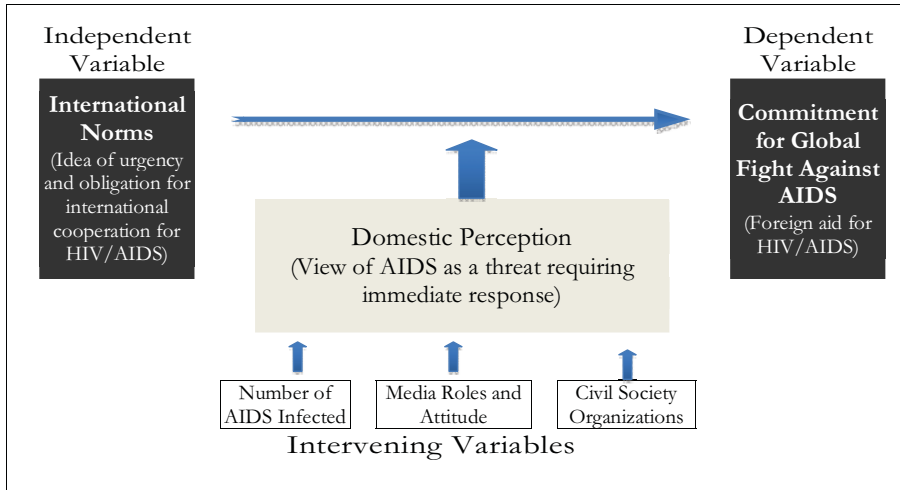 Independent
Variable
International
Norms
(Idea of urgency
and obligation for
international
cooperation for
HIV/AIDS)
Dependent
Variable
Commitment
for Global
Fight Against
AIDS
(Foreign aid for
HIV/AIDS)
Domestic Perception
(View of AIDS as a threat requiring
immediate response)
Number of
AIDS Infected
Media Roles and
Attitude
Civil Society
Organizations
Intervening Variables